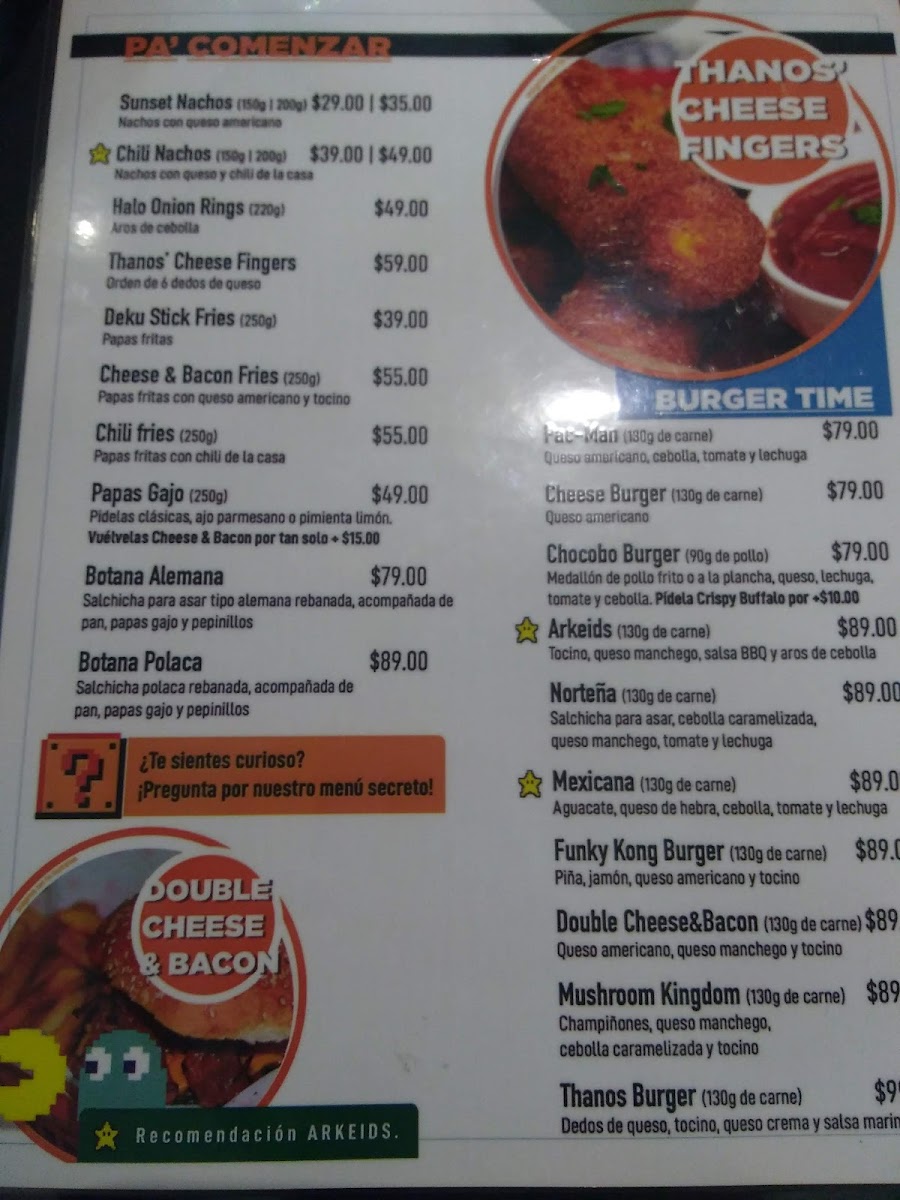 PA' COMENZAR
Sunset Nachos (150g | 200g) $29.00 | $35.00
Nachos con queso americano
Chili Nachos (150g | 200g) $39.00 | $49.00
Nachos con queso y chili de la casa
Halo Onion Rings (220g) $49.00
Aros de cebolla
Thanos' Cheese Fingers $59.00
Orden de 6 dedos de queso
Deku Stick Fries (250g) $39.00
Papas fritas
Cheese & Bacon Fries (250g) $55.00
Papas fritas con queso americano y tocino
Chili fries (250g) $55.00
Papas fritas con chili de la casa
Papas Gajo (250g) $49.00
Pídelas clásicas, ajo parmesano o pimienta limón.
Vuélvelas Cheese & Bacon por tan solo + $15.00
Botana Alemana $79.00
Salchicha para asar tipo alemana rebanada, acompañada de
pan, papas gajo y pepinillos
Botana Polaca $89.00
Salchicha polaca rebanada, acompañada de
pan, papas gajo y pepinillos
¿Te sientes curioso?
¡Pregunta por nuestro menú secreto!
DOUBLE
CHEESE
& BACON
Recomendación ARKEIDS.
THANOS'
CHEESE
FINGERS
BURGER TIME
Pac-Man (130g de carne) $79.00
Queso americano, cebolla, tomate y lechuga
Cheese Burger (130g de carne) $79.00
Queso americano
Chocobo Burger (90g de pollo) $79.00
Medallón de pollo frito o a la plancha, queso, lechuga,
tomate y cebolla. Pídela Crispy Buffalo por +$10.00
Arkeids (130g de carne) $89.00
Tocino, queso manchego, salsa BBQ y aros de cebolla
Norteña (130g de carne) $89.00
Salchicha para asar, cebolla caramelizada,
queso manchego, tomate y lechuga
Mexicana (130g de carne) $89.0
Aguacate, queso de hebra, cebolla, tomate y lechuga
Funky Kong Burger (130g de carne) $89.0
Piña, jamón, queso americano y tocino
Double Cheese&Bacon (130g de carne) $89
Queso americano, queso manchego y tocino
Mushroom Kingdom (130g de carne) $89
Champiñones, queso manchego,
cebolla caramelizada y tocino
Thanos Burger (130g de carne) $9
Dedos de queso, tocino, queso crema y salsa marin